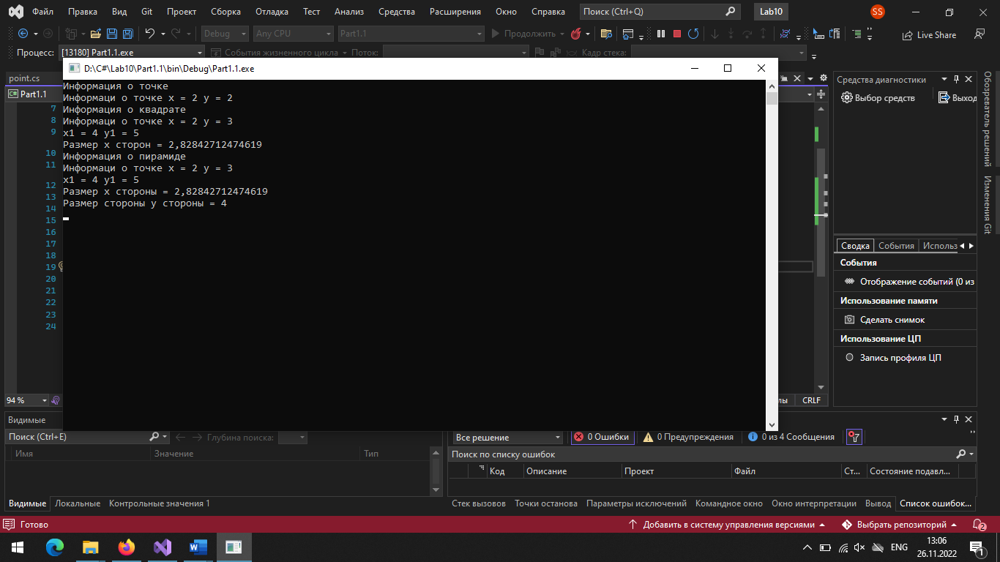 Файл Правка Вид Git Проект Сборка Отладка Тест Анализ Средства Расширения Окно Справка Поиск (Ctrl+Q) Lab10 SS
Debug Any CPU Part1.1 Продолжить Live Share
Процесс: [13180] Part1.1.exe События жизненного цикла Поток: Кадр стека:
point.cs
Part1.1
D:\C#\Lab10\Part1.1\bin\Debug\Part1.1.exe
Информация о точке
Информаци о точке x = 2 y = 2
Информация о квадрате
Информаци о точке x = 2 y = 3
x1 = 4 y1 = 5
Размер x сторон = 2,82842712474619
Информация о пирамиде
Информаци о точке x = 2 y = 3
x1 = 4 y1 = 5
Размер x стороны = 2,82842712474619
Размер стороны y стороны = 4
7
8
9
10
11
12
13
14
15
16
17
18
19
20
21
22
23
24
94 %
CRLF
Средства диагностики
Выбор средств Выход
Сводка События Использ
События
Отображение событий (0 из
Использование памяти
Сделать снимок
Использование ЦП
Запись профиля ЦП
Обозреватель решений
Изменения Git
Видимые
Поиск (Ctrl+E) Глубина поиска:
Имя Значение Тип
Видимые Локальные Контрольные значения 1
Все решение 0 Ошибки 0 Предупреждения 0 из 4 Сообщения
Поиск по списку ошибок
Код Описание Проект Файл Ст... Состояние подавл...
Стек вызовов Точки останова Параметры исключений Командное окно Окно интерпретации Вывод Список ошибок...
Готово Добавить в систему управления версиями Выбрать репозиторий 2
ENG 13:06
26.11.2022 1